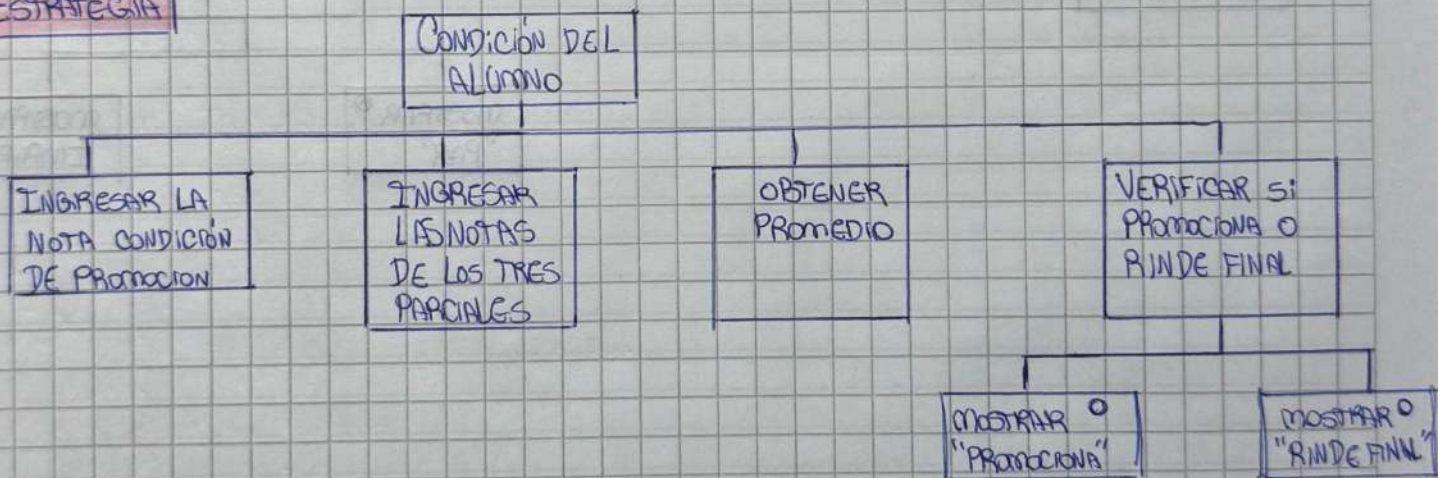 ESTRATEGIA
CONDICIÓN DEL
ALUMNO
INGRESAR LA
NOTA CONDICIÓN
DE PROMOCION
INGRESAR
LAS NOTAS
DE LOS TRES
PARCIALES
OBTENER
PROMEDIO
VERIFICAR SI
PROMOCIONA O
RINDE FINAL
MOSTRAR O
"PROMOCIONA"
MOSTRAR O
"RINDE FINAL"